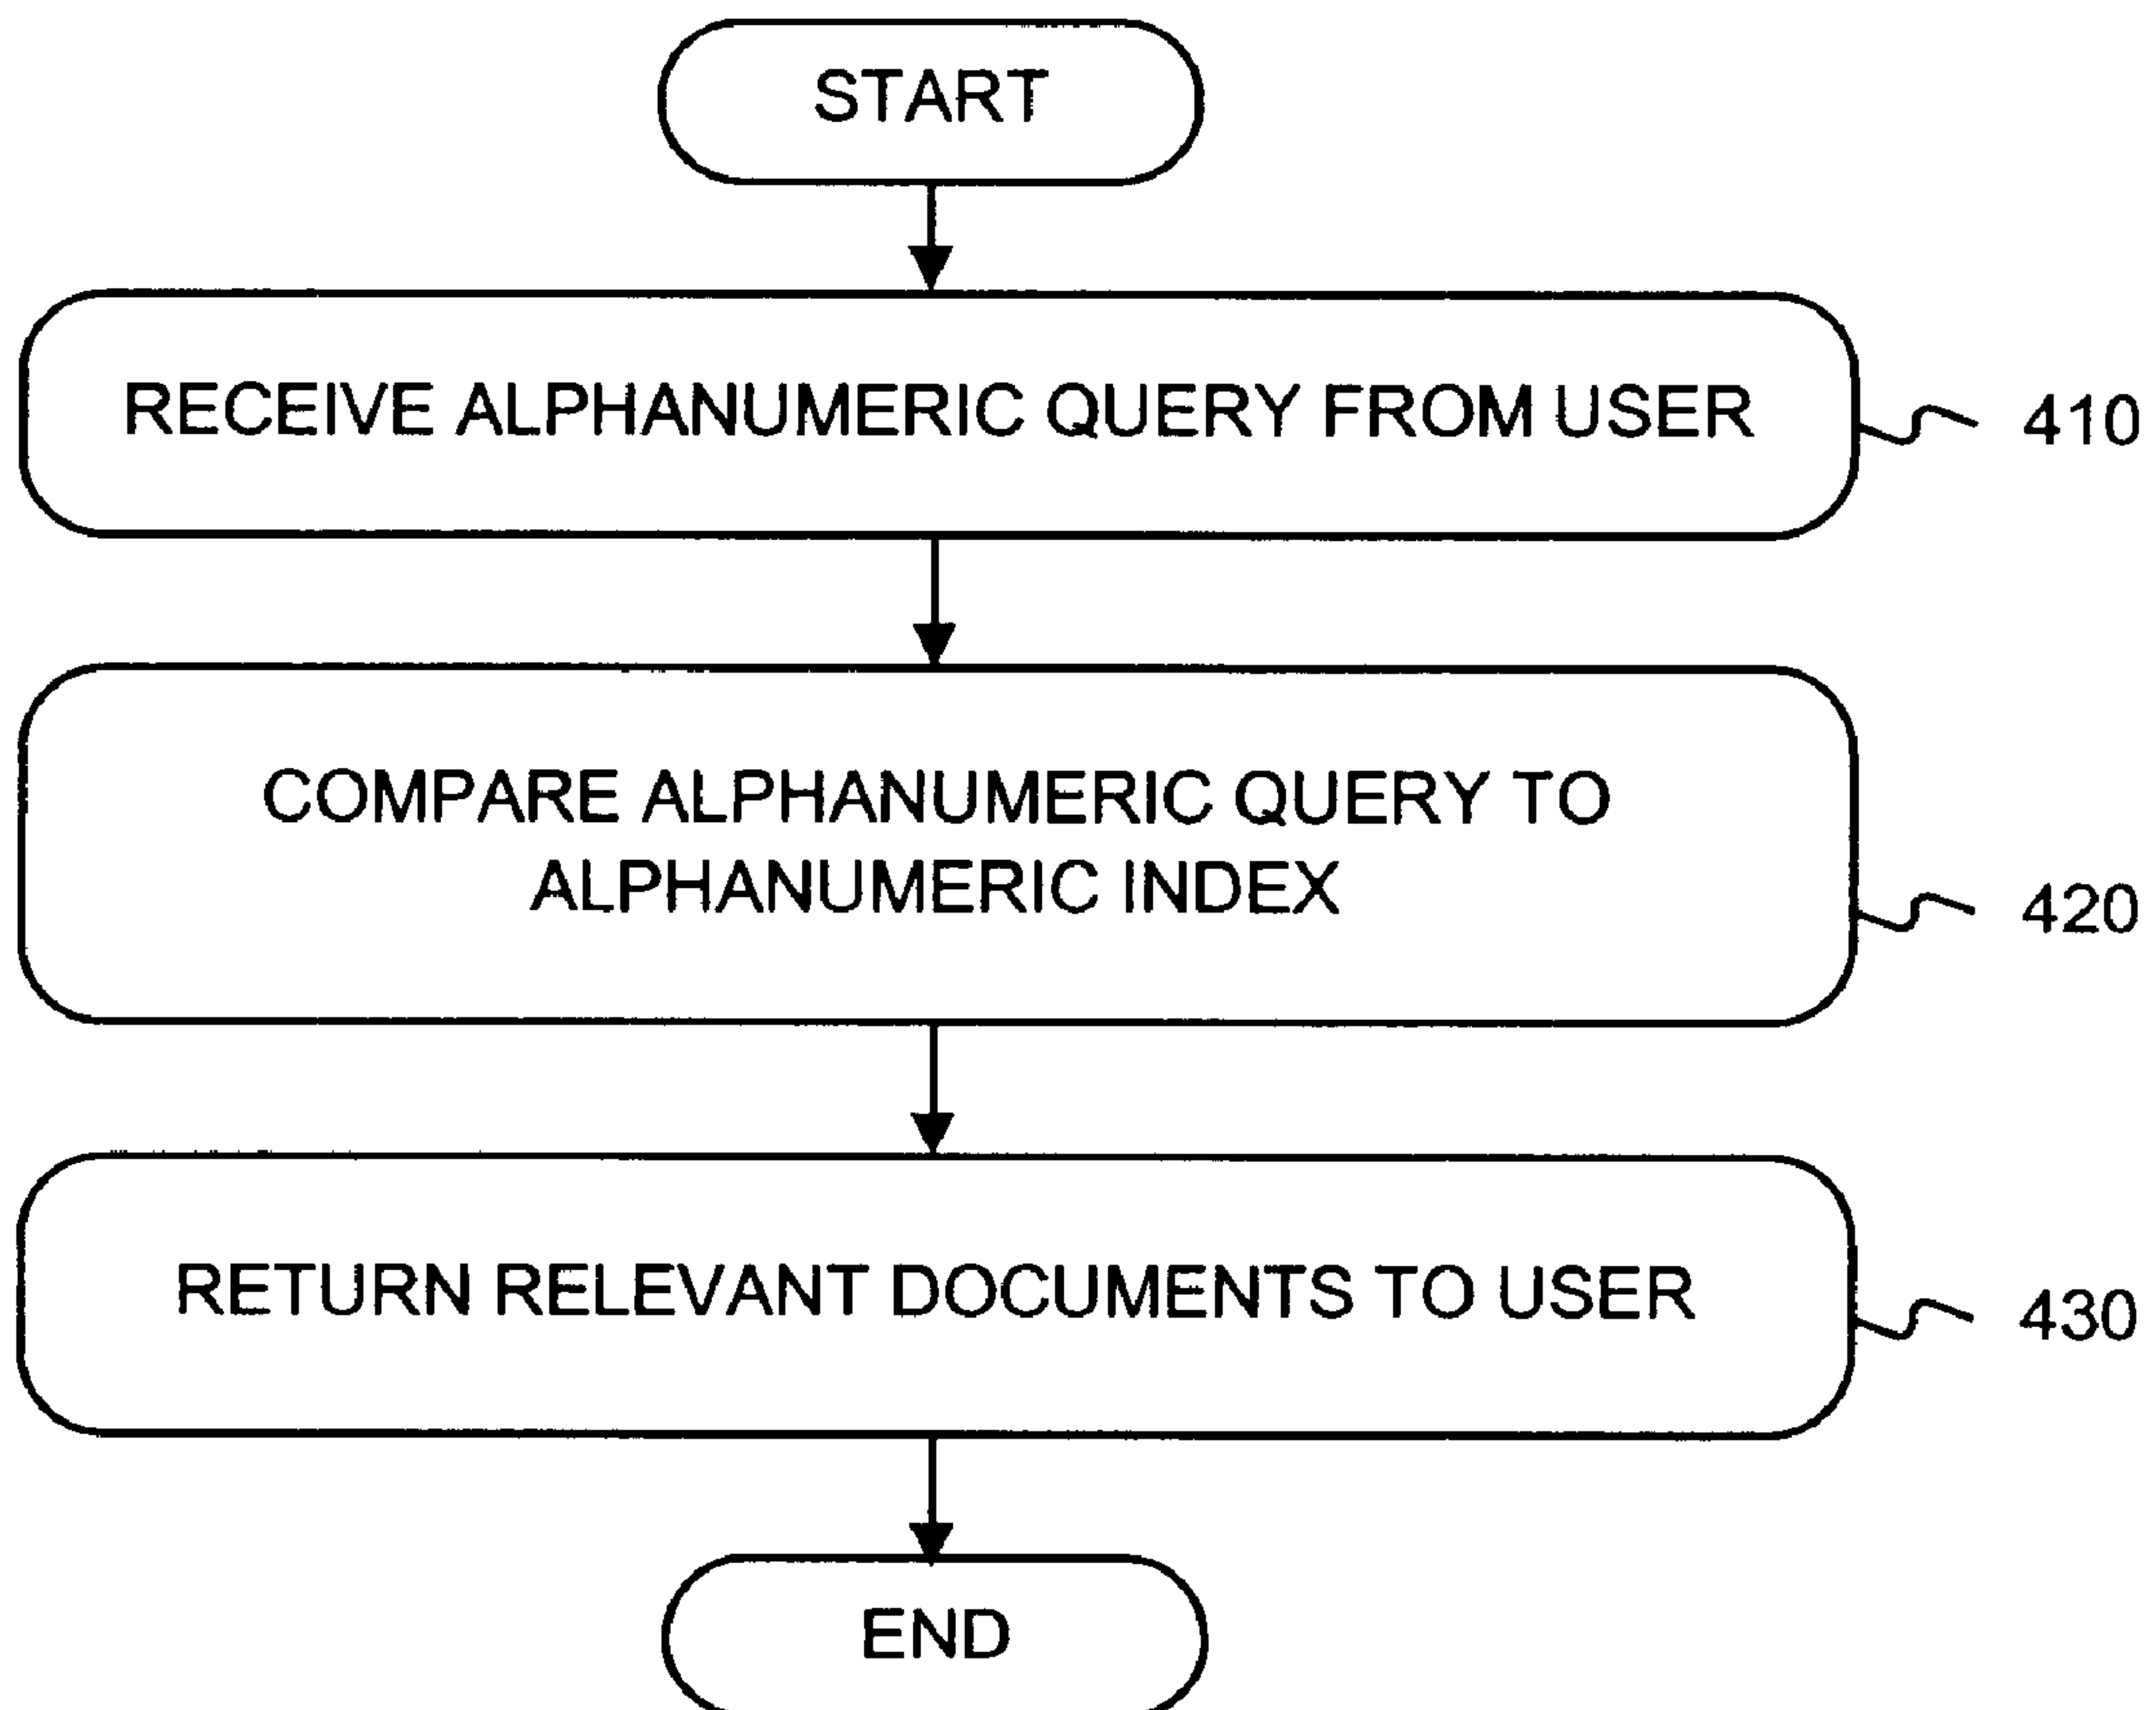 START
RECEIVE ALPHANUMERIC QUERY FROM USER
410
COMPARE ALPHANUMERIC QUERY TO
ALPHANUMERIC INDEX
420
RETURN RELEVANT DOCUMENTS TO USER
430
END